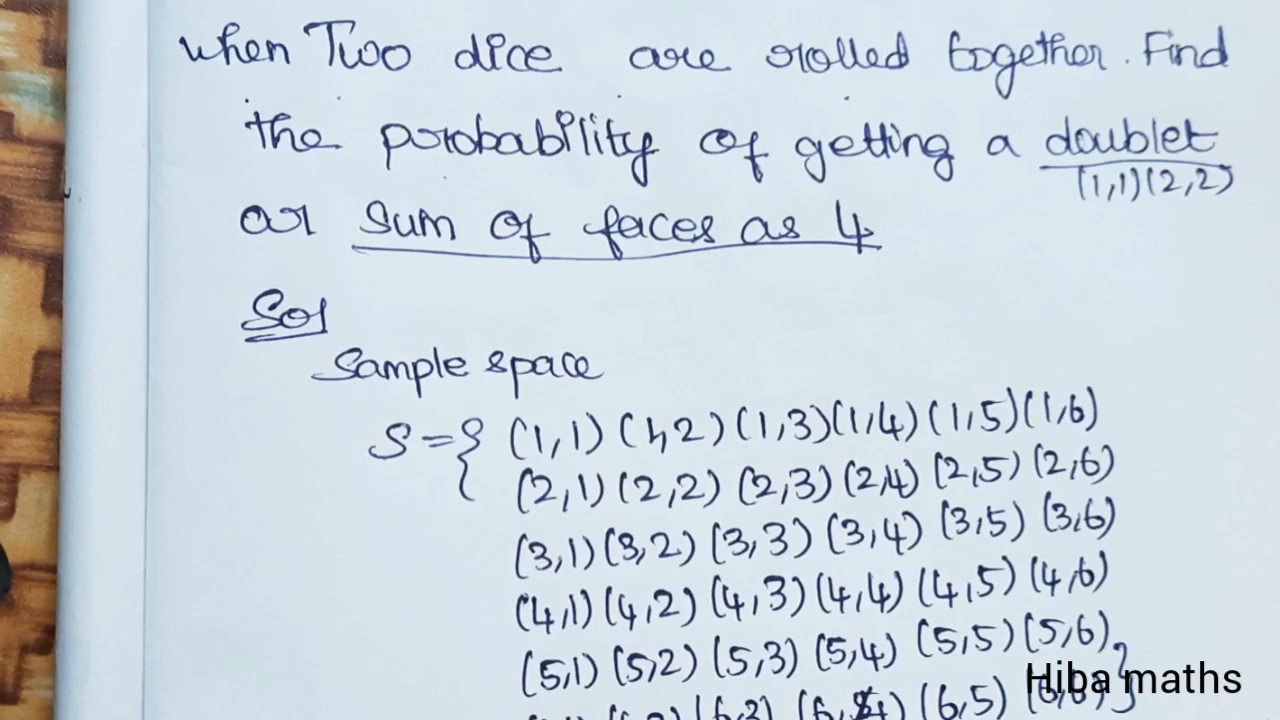 when Two dice are rolled together. Find
the probability of getting a doublet
(1,1)(2,2)
or sum of faces as 4
Sol
Sample space
S={ (1,1) (1,2) (1,3)(1,4) (1,5)(1,6)
(2,1) (2,2) (2,3) (2,4) (2,5) (2,6)
(3,1) (3,2) (3,3) (3,4) (3,5) (3,6)
(4,1) (4,2) (4,3) (4,4) (4,5) (4,6)
(5,1) (5,2) (5,3) (5,4) (5,5) (5,6)
(6,5) (6,6) }
Hiba maths